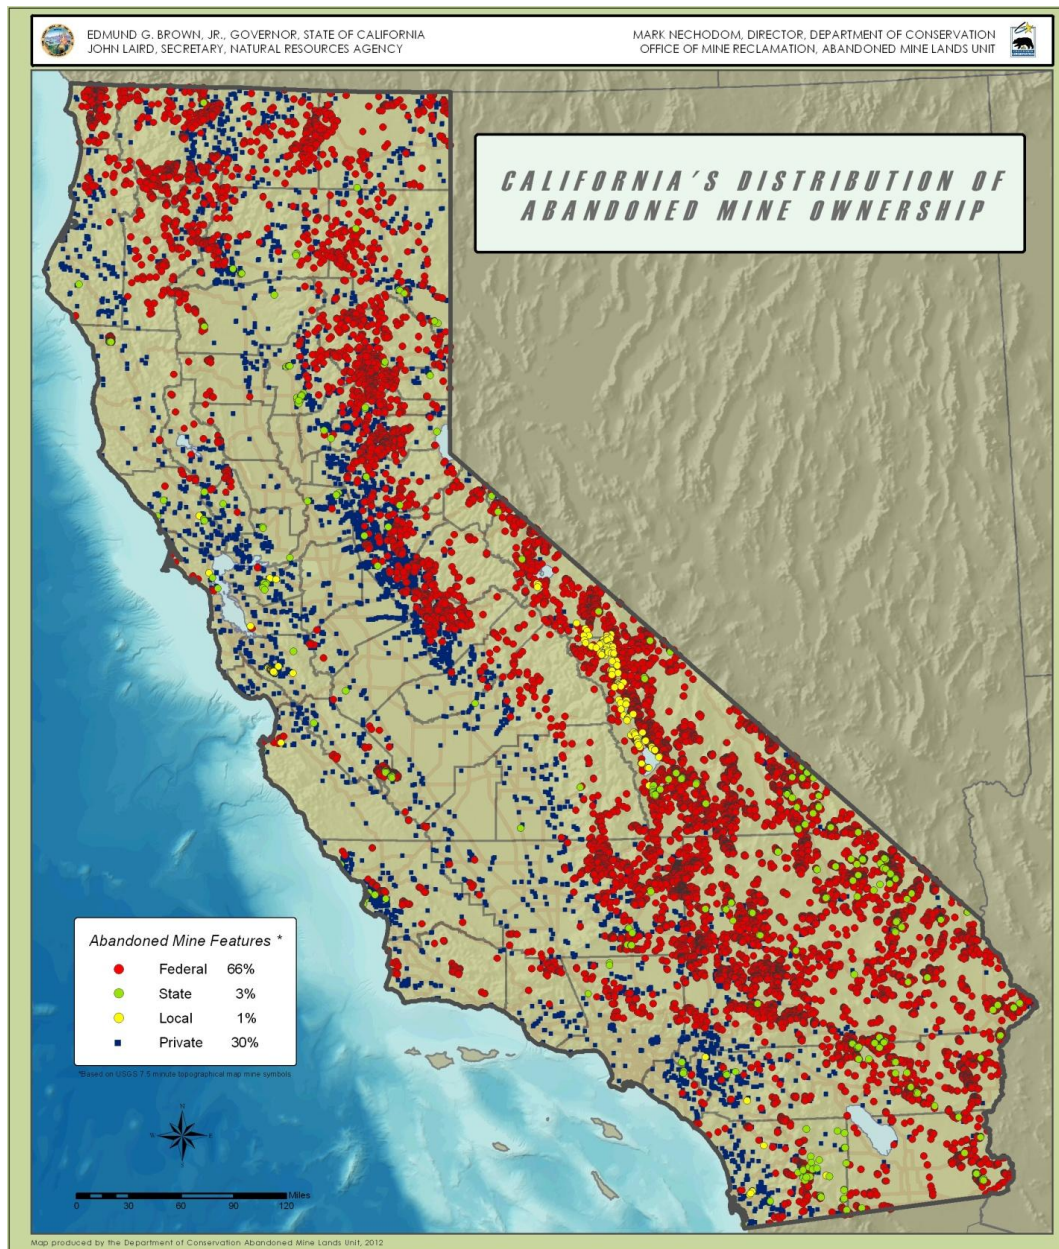 EDMUND G. BROWN, JR., GOVERNOR, STATE OF CALIFORNIA
JOHN LAIRD, SECRETARY, NATURAL RESOURCES AGENCY
MARK NECHODOM, DIRECTOR, DEPARTMENT OF CONSERVATION
OFFICE OF MINE RECLAMATION, ABANDONED MINE LANDS UNIT
CALIFORNIA'S DISTRIBUTION OF
ABANDONED MINE OWNERSHIP
Abandoned Mine Features *
Federal 66%
State 3%
Local 1%
Private 30%
*Based on USGS 7.5 minute topographical map mine symbols
N
W E
S
Miles
0 30 60 90 120
Map produced by the Department of Conservation Abandoned Mine Lands Unit, 2012